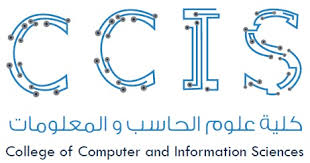 CCIS
كلية علوم الحاسب و المعلومات
College of Computer and Information Sciences